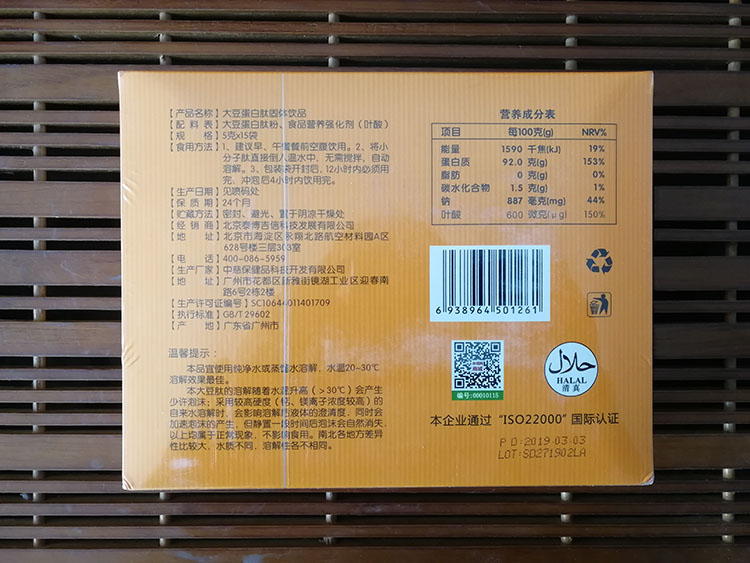 【产品名称】大豆蛋白肽固体饮品
【配 料 表】大豆蛋白肽粉、食品营养强化剂（叶酸）
【规 格】5克x15袋
【食用方法】1、建议早、午餐餐前空腹饮用。2、将小
分子肽直接倒入温水中，无需搅拌，自动
溶解。3、包装袋开封后，12小时内必须用
完，冲泡后4小时内饮用完。
【生产日期】见喷码处
【保 质 期】24个月
【贮藏方法】密封、避光、置于阴凉干燥处
【经 销 商】北京泰博吉信科技发展有限公司
【地 址】北京市海淀区永翔北路航空材料园A区
628号三层303室
【电 话】400-086-5959
【生产厂家】中慈保健品科技开发有限公司
【地 址】广州市花都区新雅街镜湖工业区迎春南
路6号2栋2楼
【生产许可证编号】SC10644011401709
【执行标准】GB/T 29602
【产 地】广东省广州市
温馨提示：
本品宜使用纯净水或蒸馏水溶解，水温20-30℃
溶解效果最佳。
本大豆肽的溶解随着水温升高（>30℃）会产生
少许泡沫；采用较高硬度（钙、镁离子浓度较高）的
自来水溶解时，会影响溶解后液体的澄清度，同时会
加速泡沫的产生，但静置一段时间后泡沫会自然消失，
以上均属于正常现象，不影响食用。南北各地方差异
性比较大，水质不同，溶解性各不相同。
营养成分表
项目 每100克(g) NRV%
能量 1590 千焦(kJ) 19%
蛋白质 92.0 克(g) 153%
脂肪 0 克(g) 0%
碳水化合物 1.5 克(g) 1%
钠 887 毫克(mg) 44%
叶酸 600 微克(μg) 150%
6 938964 501261
编号:00010115
حلال
HALAL
清真
本企业通过“ISO22000”国际认证
PD:2019.03.03
LOT:SD271902LA